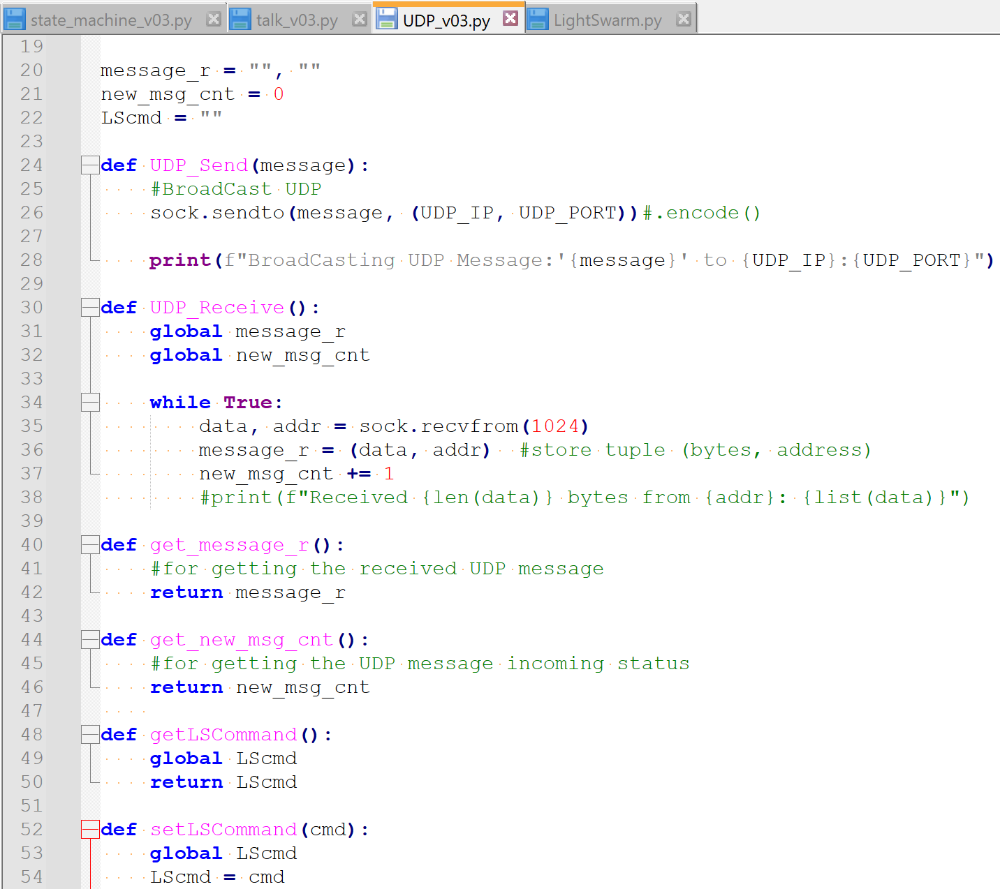 state_machine_v03.py talk_v03.py UDP_v03.py LightSwarm.py
19
20 message_r = "", ""
21 new_msg_cnt = 0
22 LScmd = ""
23
24 def UDP_Send(message):
25     #BroadCast UDP
26     sock.sendto(message, (UDP_IP, UDP_PORT))#.encode()
27
28     print(f"BroadCasting UDP Message:'{message}' to {UDP_IP}:{UDP_PORT}")
29
30 def UDP_Receive():
31     global message_r
32     global new_msg_cnt
33
34     while True:
35         data, addr = sock.recvfrom(1024)
36         message_r = (data, addr)  #store tuple (bytes, address)
37         new_msg_cnt += 1
38         #print(f"Received {len(data)} bytes from {addr}: {list(data)}")
39
40 def get_message_r():
41     #for getting the received UDP message
42     return message_r
43
44 def get_new_msg_cnt():
45     #for getting the UDP message incoming status
46     return new_msg_cnt
47
48 def getLSCommand():
49     global LScmd
50     return LScmd
51
52 def setLSCommand(cmd):
53     global LScmd
54     LScmd = cmd